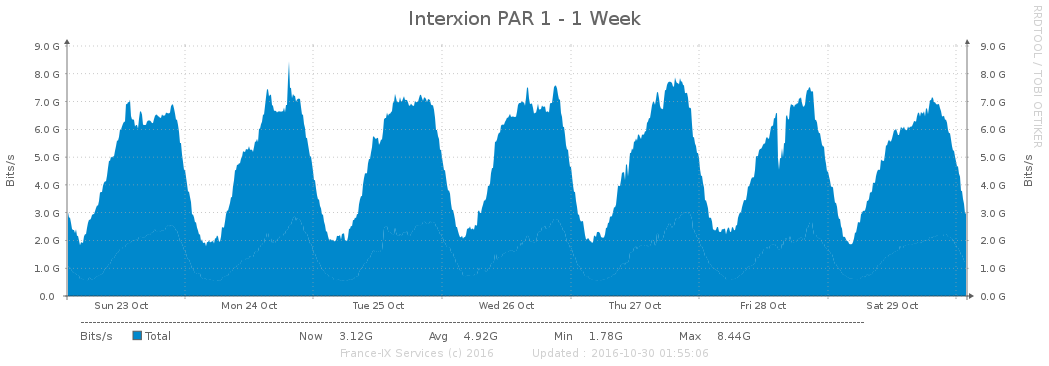 Interxion PAR 1 - 1 Week
RRDTOOL / TOBI OETIKER
9.0 G 9.0 G
8.0 G 8.0 G
7.0 G 7.0 G
6.0 G 6.0 G
5.0 G 5.0 G
4.0 G 4.0 G
3.0 G 3.0 G
2.0 G 2.0 G
1.0 G 1.0 G
0.0 0.0 G
Bits/s
Bits/s
Sun 23 Oct Mon 24 Oct Tue 25 Oct Wed 26 Oct Thu 27 Oct Fri 28 Oct Sat 29 Oct
Bits/s Total Now 3.12G Avg 4.92G Min 1.78G Max 8.44G
France-IX Services (c) 2016 Updated : 2016-10-30 01:55:06